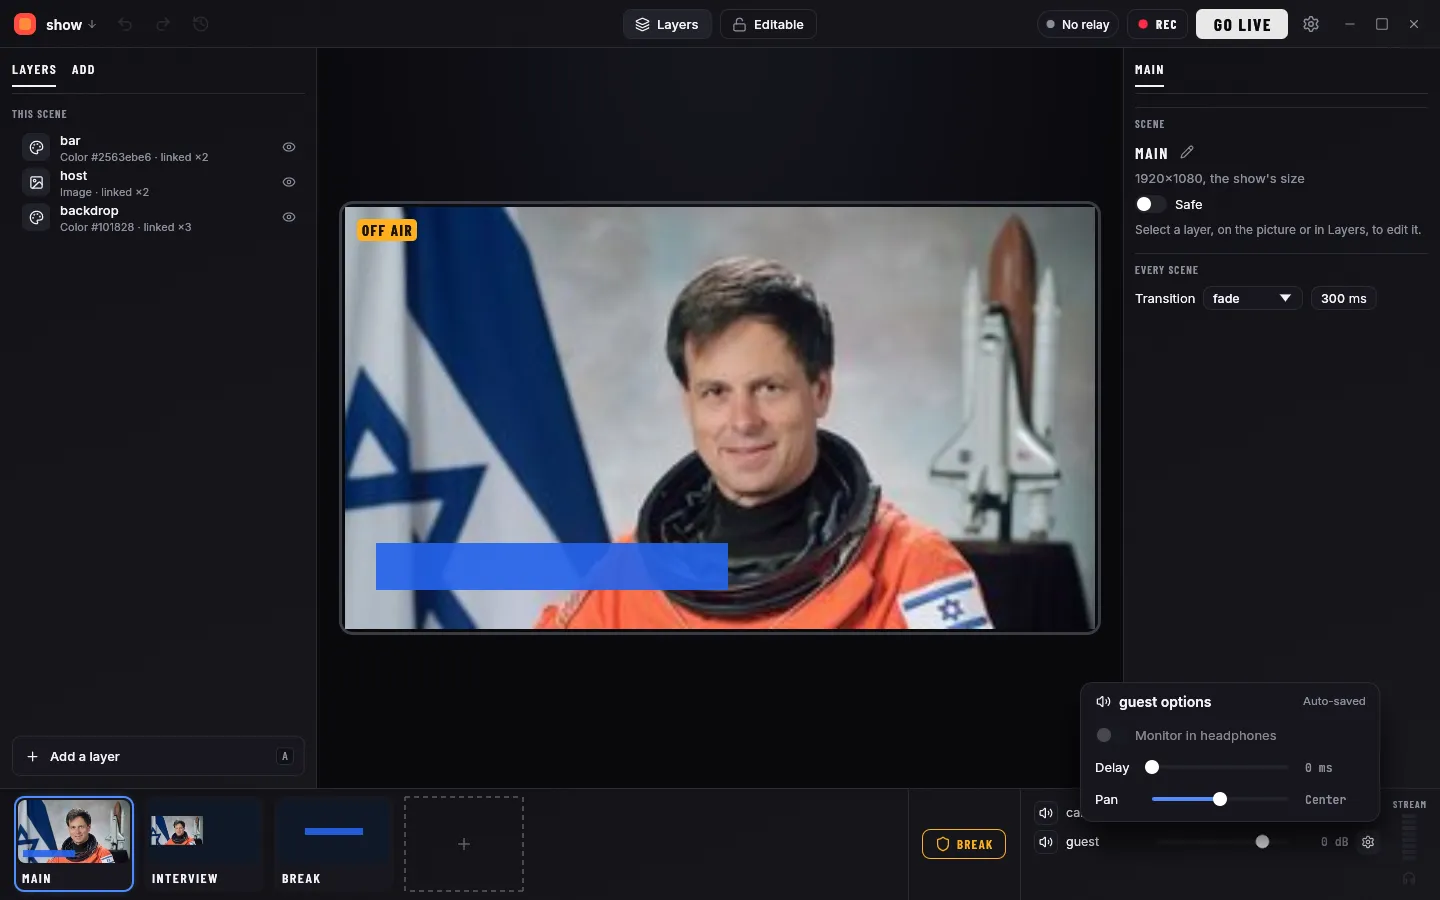 show
Layers
Editable
No relay
REC
GO LIVE
LAYERS ADD
THIS SCENE
bar
Color #2563ebe6 · linked ×2
host
Image · linked ×2
backdrop
Color #101828 · linked ×3
Add a layer
A
OFF AIR
MAIN
SCENE
MAIN
1920×1080, the show's size
Safe
Select a layer, on the picture or in Layers, to edit it.
EVERY SCENE
Transition fade 300 ms
guest options Auto-saved
Monitor in headphones
Delay 0 ms
Pan Center
MAIN
INTERVIEW
BREAK
BREAK
guest 0 dB
STREAM